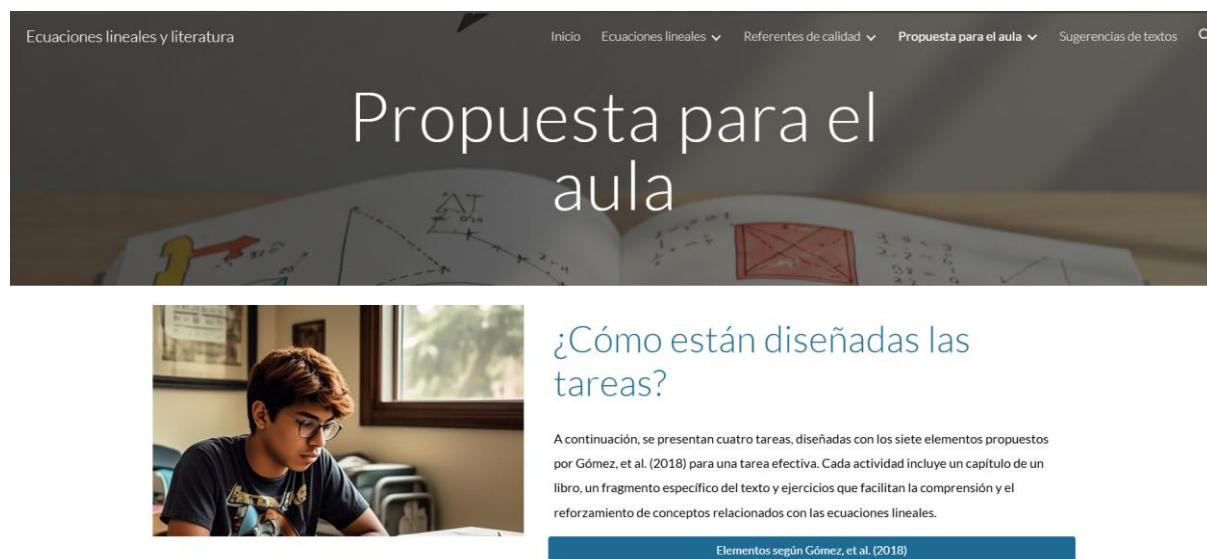 Ecuaciones lineales y literatura
Inicio Ecuaciones lineales Referentes de calidad Propuesta para el aula Sugerencias de textos
Propuesta para el
aula
¿Cómo están diseñadas las
tareas?
A continuación, se presentan cuatro tareas, diseñadas con los siete elementos propuestos
por Gómez, et al. (2018) para una tarea efectiva. Cada actividad incluye un capítulo de un
libro, un fragmento específico del texto y ejercicios que facilitan la comprensión y el
reforzamiento de conceptos relacionados con las ecuaciones lineales.
Elementos según Gómez, et al. (2018)